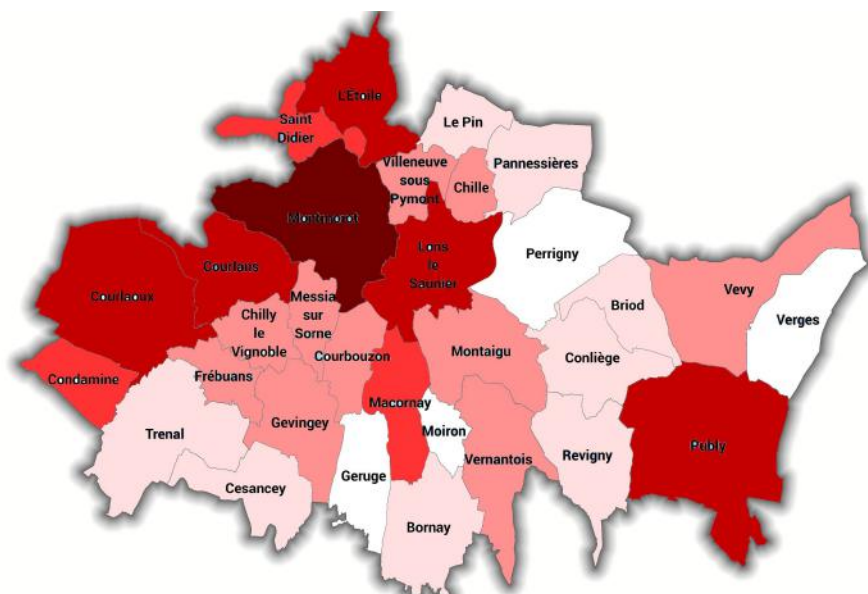 L'Étoile
Saint
Didier
Le Pin
Pannessières
Villeneuve
sous
Pymont
Chille
Montmorot
Lons
le
Saunier
Perrigny
Courlans
Courlaoux
Messia
sur
Sorne
Chilly
le
Vignoble
Courbouzon
Montaigu
Briod
Conliège
Vevy
Verges
Condamine
Frébuans
Macornay
Gevingey
Moiron
Trenal
Geruge
Vernantois
Revigny
Publy
Cesancey
Bornay